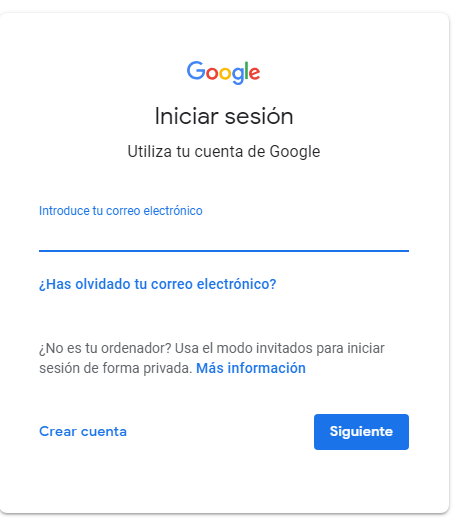 Google
Iniciar sesión
Utiliza tu cuenta de Google
Introduce tu correo electrónico
¿Has olvidado tu correo electrónico?
¿No es tu ordenador? Usa el modo invitados para iniciar
sesión de forma privada. Más información
Crear cuenta
Siguiente